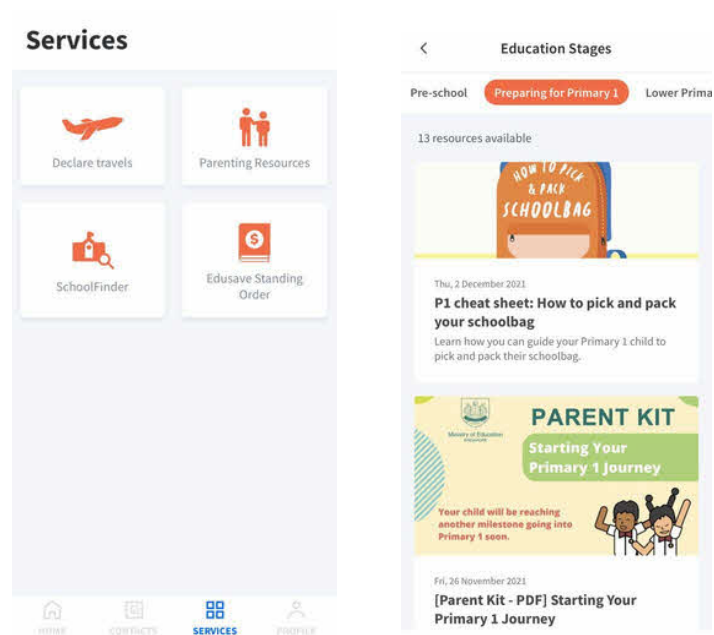 Services
Declare travels
Parenting Resources
SchoolFinder
Edusave Standing
Order
HOME
CONTACTS
SERVICES
PROFILE
Education Stages
Pre-school
Preparing for Primary 1
Lower Prima
13 resources available
HOW TO PICK
& PACK
SCHOOLBAG
Thu, 2 December 2021
P1 cheat sheet: How to pick and pack
your schoolbag
Learn how you can guide your Primary 1 child to
pick and pack their schoolbag.
Ministry of Education
SINGAPORE
PARENT KIT
Starting Your
Primary 1 Journey
Your child will be reaching
another milestone going into
Primary 1 soon.
Fri, 26 November 2021
[Parent Kit - PDF] Starting Your
Primary 1 Journey